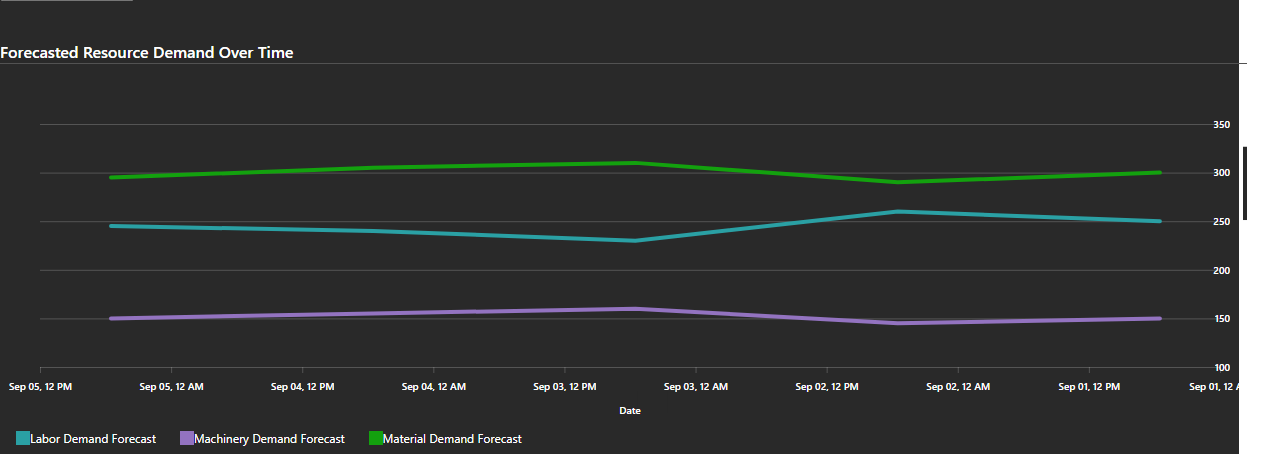 Forecasted Resource Demand Over Time
350
300
250
200
150
100
Sep 05, 12 PM Sep 05, 12 AM Sep 04, 12 PM Sep 04, 12 AM Sep 03, 12 PM Sep 03, 12 AM Sep 02, 12 PM Sep 02, 12 AM Sep 01, 12 PM Sep 01, 12 A
Date
Labor Demand Forecast Machinery Demand Forecast Material Demand Forecast